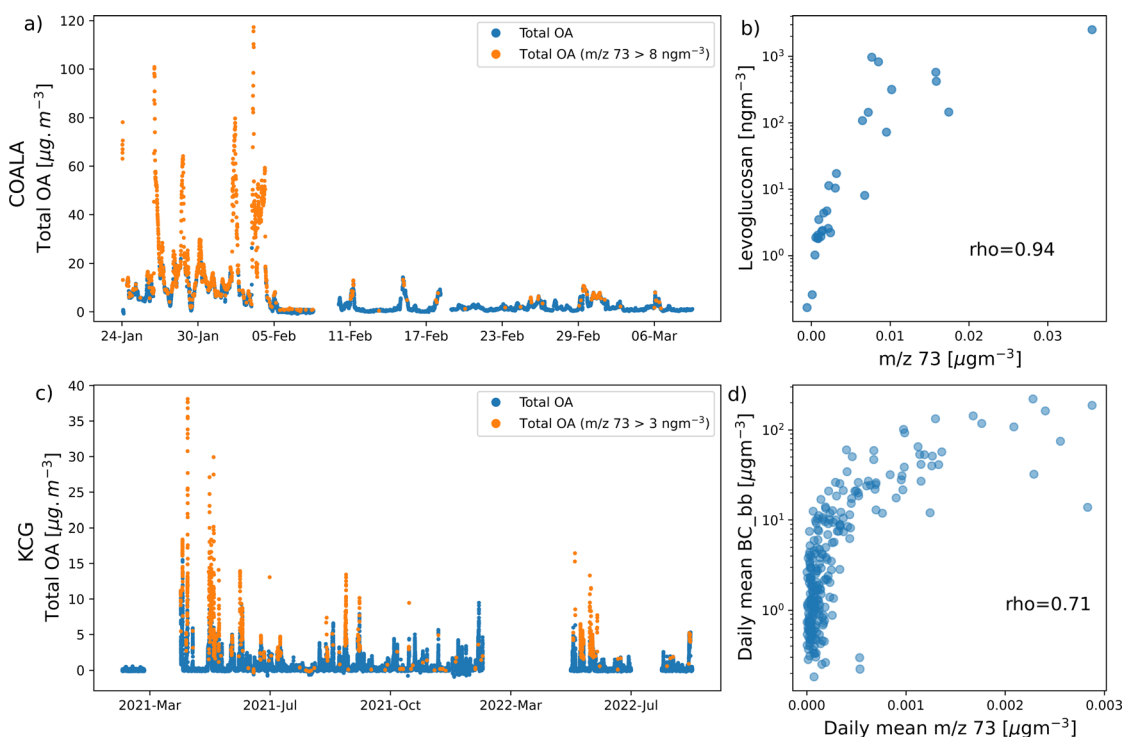 a)
COALA
Total OA [μg.m⁻³]
120
100
80
60
40
20
0
Total OA
Total OA (m/z 73 > 8 ngm⁻³)
24-Jan 30-Jan 05-Feb 11-Feb 17-Feb 23-Feb 29-Feb 06-Mar
b)
Levoglucosan [ngm⁻³]
10³
10²
10¹
10⁰
rho=0.94
0.00 0.01 0.02 0.03
m/z 73 [μgm⁻³]
c)
KCG
Total OA [μg.m⁻³]
40
35
30
25
20
15
10
5
0
Total OA
Total OA (m/z 73 > 3 ngm⁻³)
2021-Mar 2021-Jul 2021-Oct 2022-Mar 2022-Jul
d)
Daily mean BC_bb [μgm⁻³]
10²
10¹
10⁰
rho=0.71
0.000 0.001 0.002 0.003
Daily mean m/z 73 [μgm⁻³]